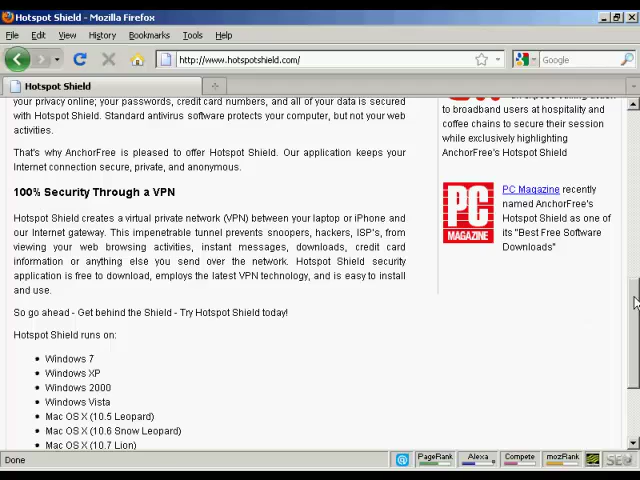 Hotspot Shield - Mozilla Firefox
File Edit View History Bookmarks Tools Help
http://www.hotspotshield.com/
Google
Hotspot Shield
your privacy online; your passwords, credit card numbers, and all of your data is secured
with Hotspot Shield. Standard antivirus software protects your computer, but not your web
activities.
That's why AnchorFree is pleased to offer Hotspot Shield. Our application keeps your
Internet connection secure, private, and anonymous.
100% Security Through a VPN
Hotspot Shield creates a virtual private network (VPN) between your laptop or iPhone and
our Internet gateway. This impenetrable tunnel prevents snoopers, hackers, ISP's, from
viewing your web browsing activities, instant messages, downloads, credit card
information or anything else you send over the network. Hotspot Shield security
application is free to download, employs the latest VPN technology, and is easy to install
and use.
So go ahead - Get behind the Shield - Try Hotspot Shield today!
Hotspot Shield runs on:
Windows 7
Windows XP
Windows 2000
Windows Vista
Mac OS X (10.5 Leopard)
Mac OS X (10.6 Snow Leopard)
Mac OS X (10.7 Lion)
to broadband users at hospitality and
coffee chains to secure their session
while exclusively highlighting
AnchorFree's Hotspot Shield
PC
MAGAZINE
PC Magazine recently
named AnchorFree's
Hotspot Shield as one of
its "Best Free Software
Downloads"
Done
PageRank
Alexa
Compete
mozRank